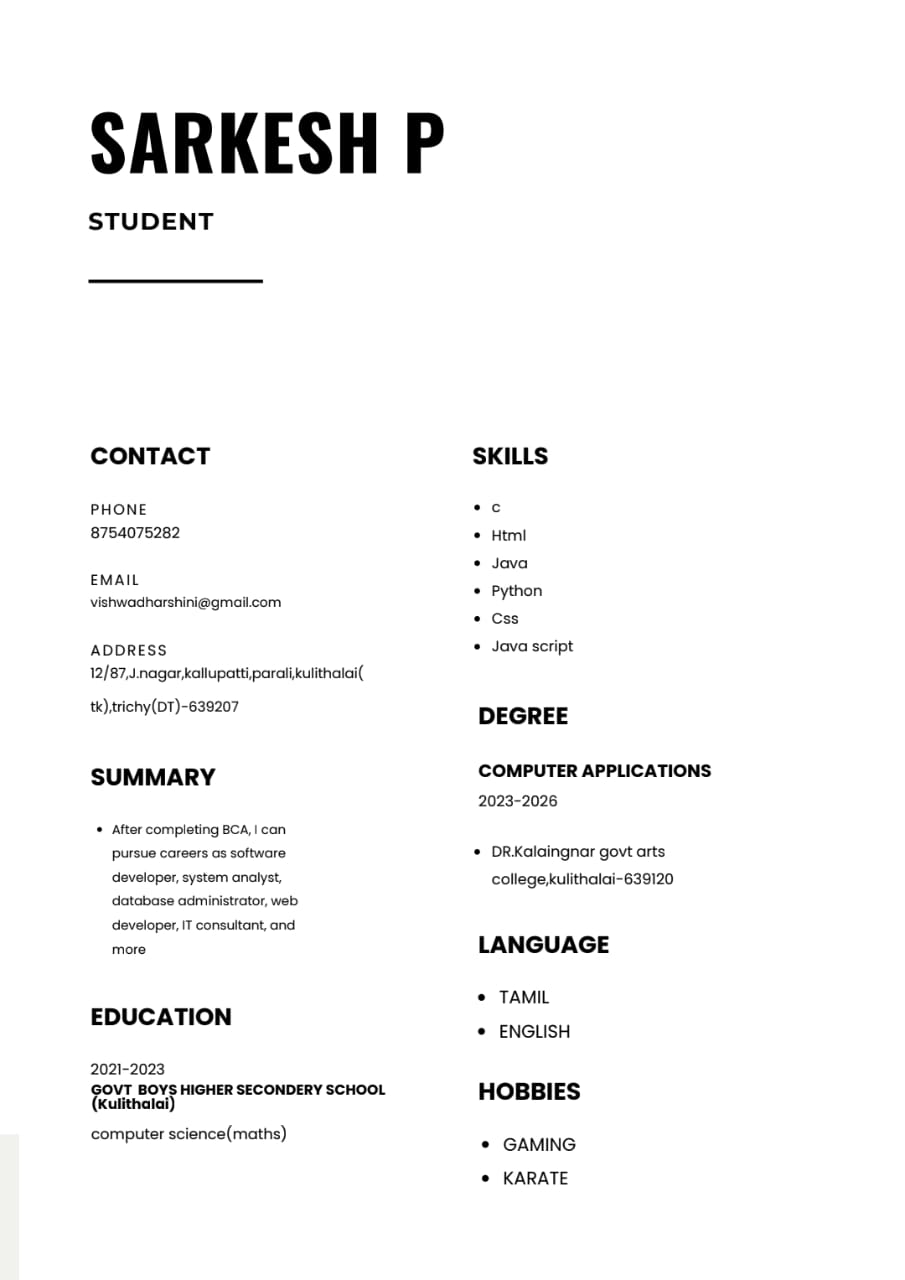 SARKESH P
STUDENT
CONTACT
PHONE
8754075282
EMAIL
vishwadharshini@gmail.com
ADDRESS
12/87,J.nagar,kallupatti,parali,kulithalai(
tk),trichy(DT)-639207
SUMMARY
• After completing BCA, I can
pursue careers as software
developer, system analyst,
database administrator, web
developer, IT consultant, and
more
EDUCATION
2021-2023
GOVT BOYS HIGHER SECONDERY SCHOOL
(Kulithalai)
computer science(maths)
SKILLS
• c
• Html
• Java
• Python
• Css
• Java script
DEGREE
COMPUTER APPLICATIONS
2023-2026
• DR.Kalaingnar govt arts
college,kulithalai-639120
LANGUAGE
• TAMIL
• ENGLISH
HOBBIES
• GAMING
• KARATE